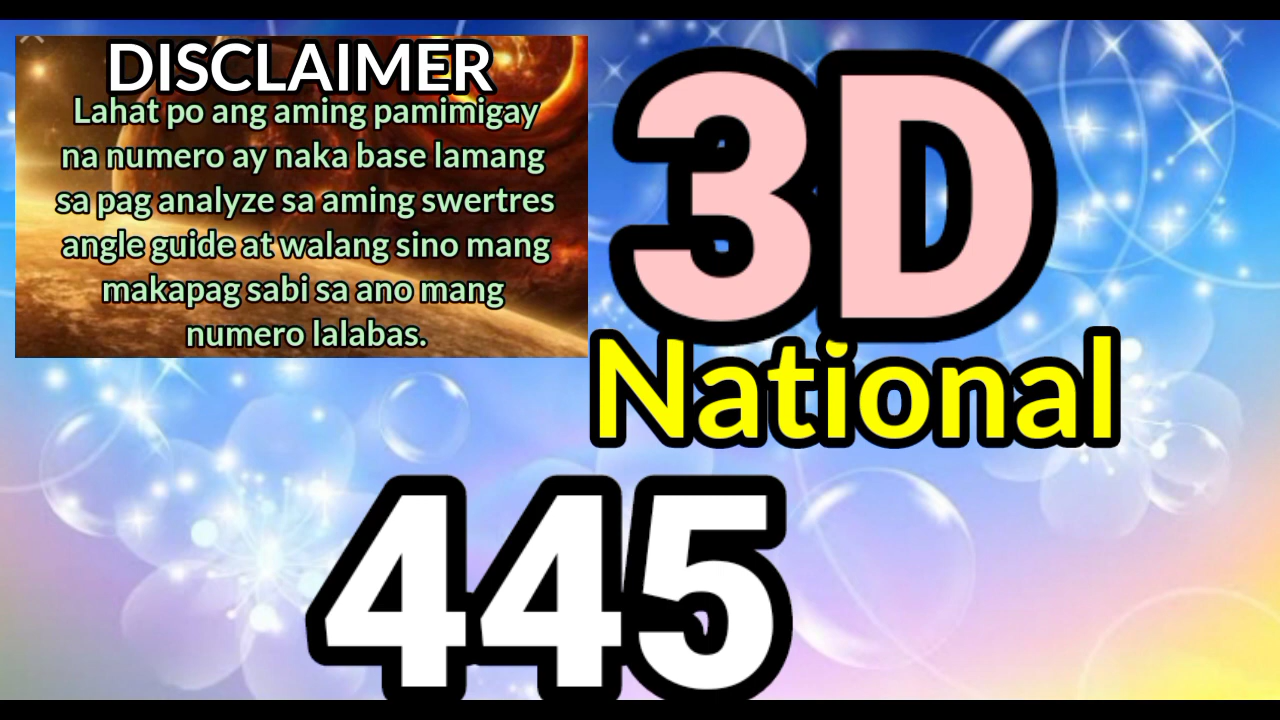 DISCLAIMER
Lahat po ang aming pamimigay
na numero ay naka base lamang
sa pag analyze sa aming swertres
angle guide at walang sino mang
makapag sabi sa ano mang
numero lalabas.
3D
National
445